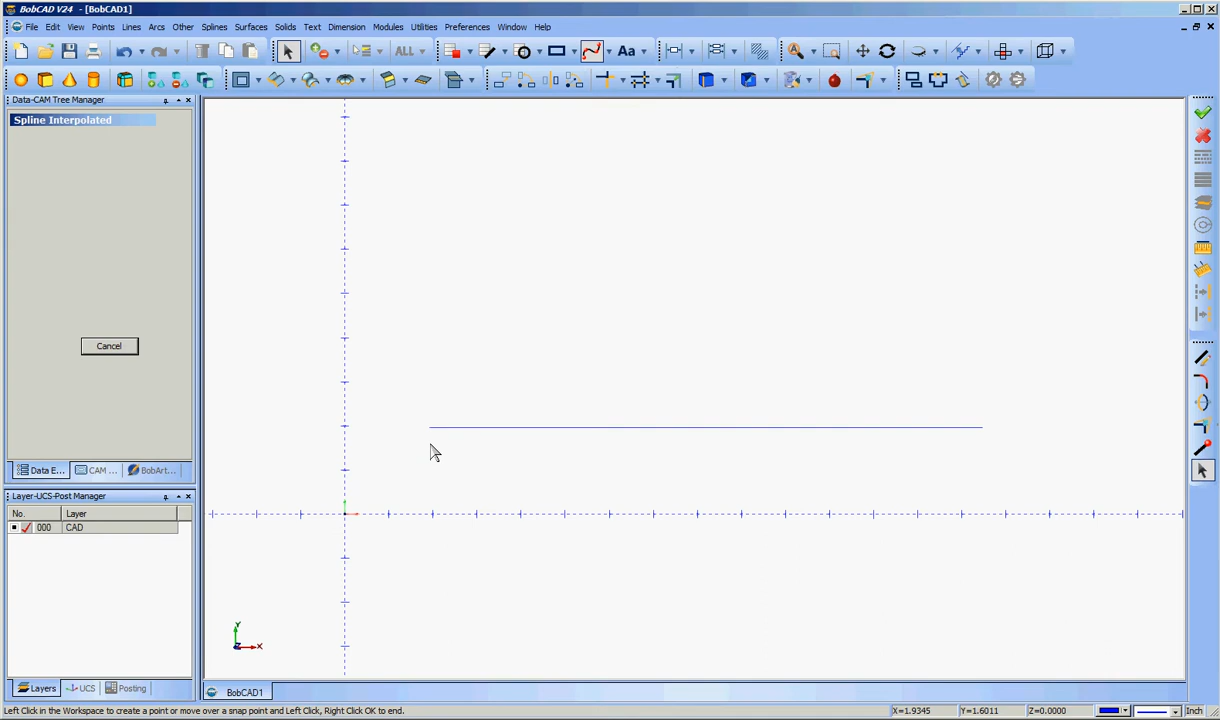 BobCAD V24 - [BobCAD1]
File Edit View Points Lines Arcs Other Splines Surfaces Solids Text Dimension Modules Utilities Preferences Window Help
ALL Aa
Data-CAM Tree Manager
Spline Interpolated
Cancel
Data E... CAM ... BobArt...
Layer-UCS-Post Manager
No. Layer
000 CAD
Y
Z X
Layers UCS Posting
BobCAD1
Left Click in the Workspace to create a point or move over a snap point and Left Click, Right Click OK to end.
X=1.9345 Y=1.6011 Z=0.0000 Inch